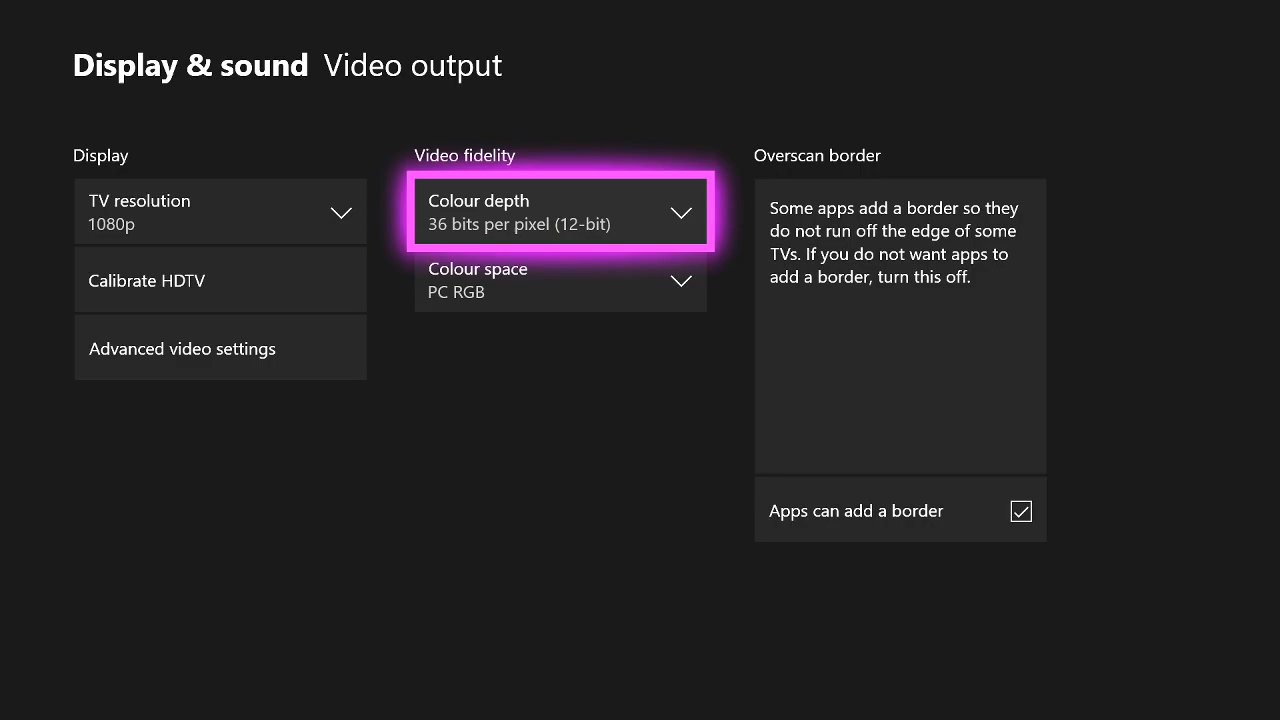 Display & sound Video output
Display
TV resolution
1080p
Calibrate HDTV
Advanced video settings
Video fidelity
Colour depth
36 bits per pixel (12-bit)
Colour space
PC RGB
Overscan border
Some apps add a border so they
do not run off the edge of some
TVs. If you do not want apps to
add a border, turn this off.
Apps can add a border